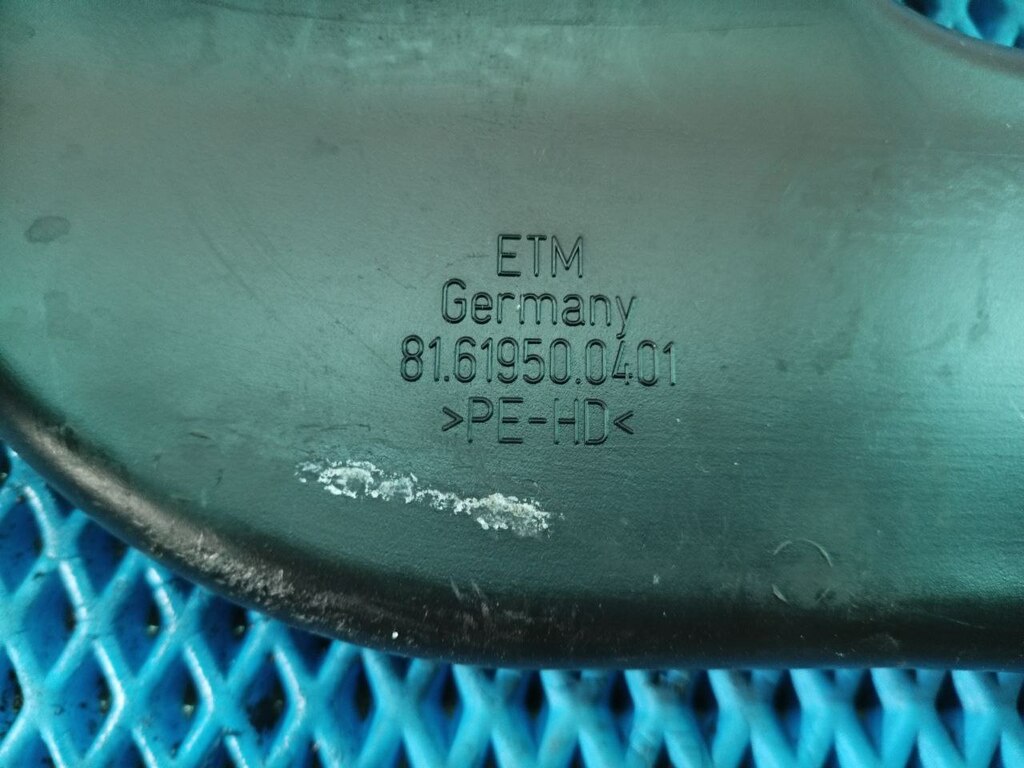 ETM
Germany
81.61950.0401
>PE-HD<